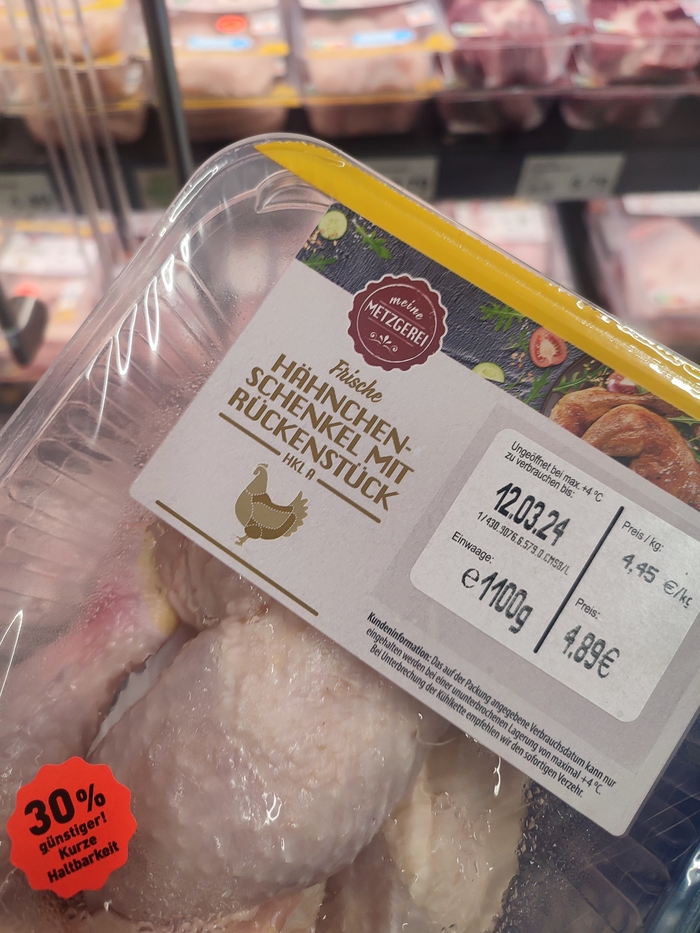 meine
METZGEREI
Frische
HÄHNCHEN-
SCHENKEL MIT
RÜCKENSTÜCK
HKL A
Ungeöffnet bei max. +4 °C
zu verbrauchen bis:
12.03.24
Einwaage:
e1100g
Preis / kg:
4,45 €/kg
Preis:
4,89€
Kundeninformation: Das auf der Packung angegebene Verbrauchsdatum kann nur
eingehalten werden bei einer ununterbrochenen Lagerung von maximal +4 °C.
Bei Unterbrechung der Kühlkette empfehlen wir den sofortigen Verzehr.
30%
günstiger!
Kurze
Haltbarkeit